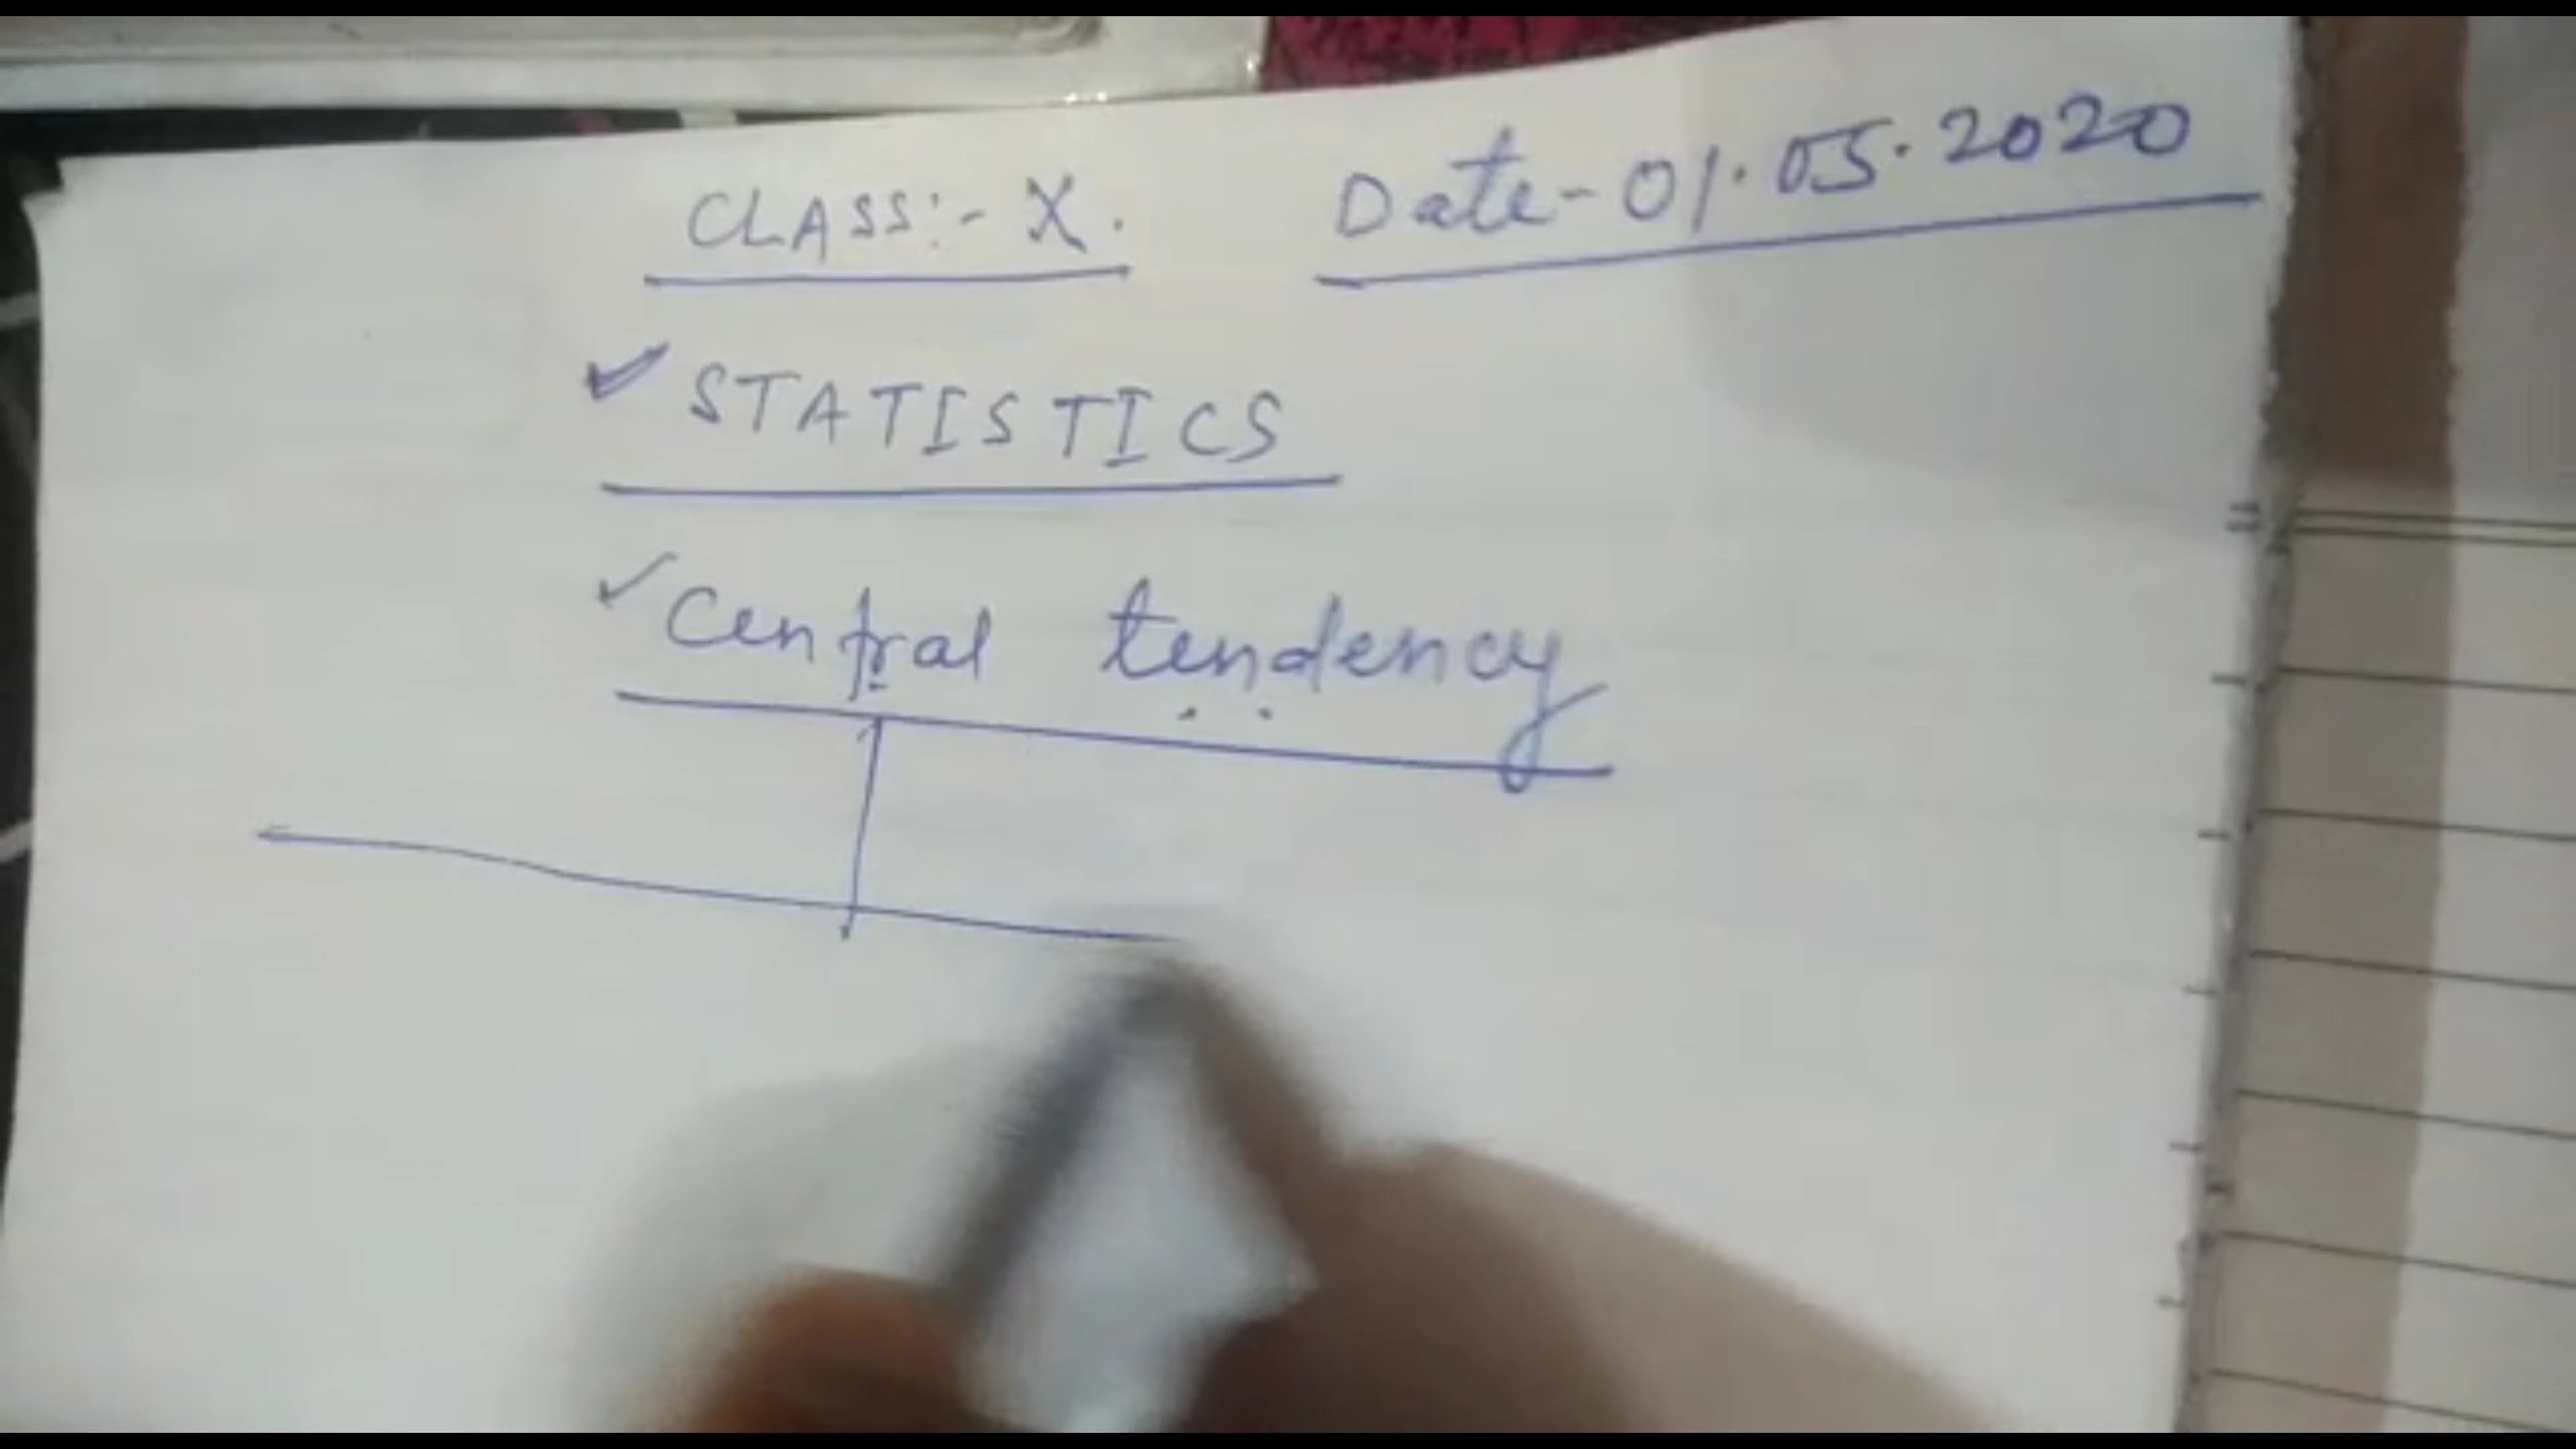 CLASS:- X. Date- 01.05.2020
STATISTICS
Central tendency